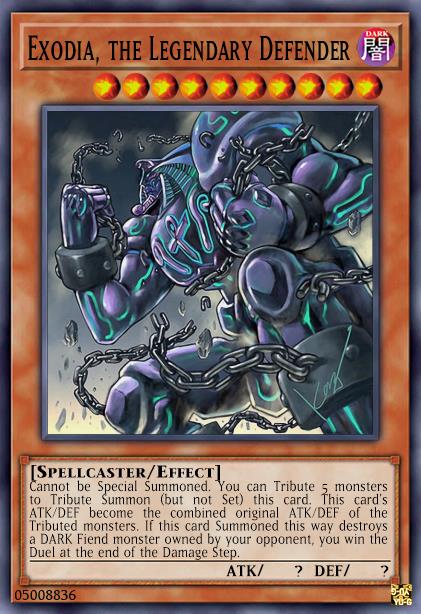 EXODIA, THE LEGENDARY DEFENDER
DARK
闇
[SPELLCASTER/EFFECT]
Cannot be Special Summoned. You can Tribute 5 monsters
to Tribute Summon (but not Set) this card. This card's
ATK/DEF become the combined original ATK/DEF of the
Tributed monsters. If this card Summoned this way destroys
a DARK Fiend monster owned by your opponent, you win the
Duel at the end of the Damage Step.
ATK/ ? DEF/ ?
05008836